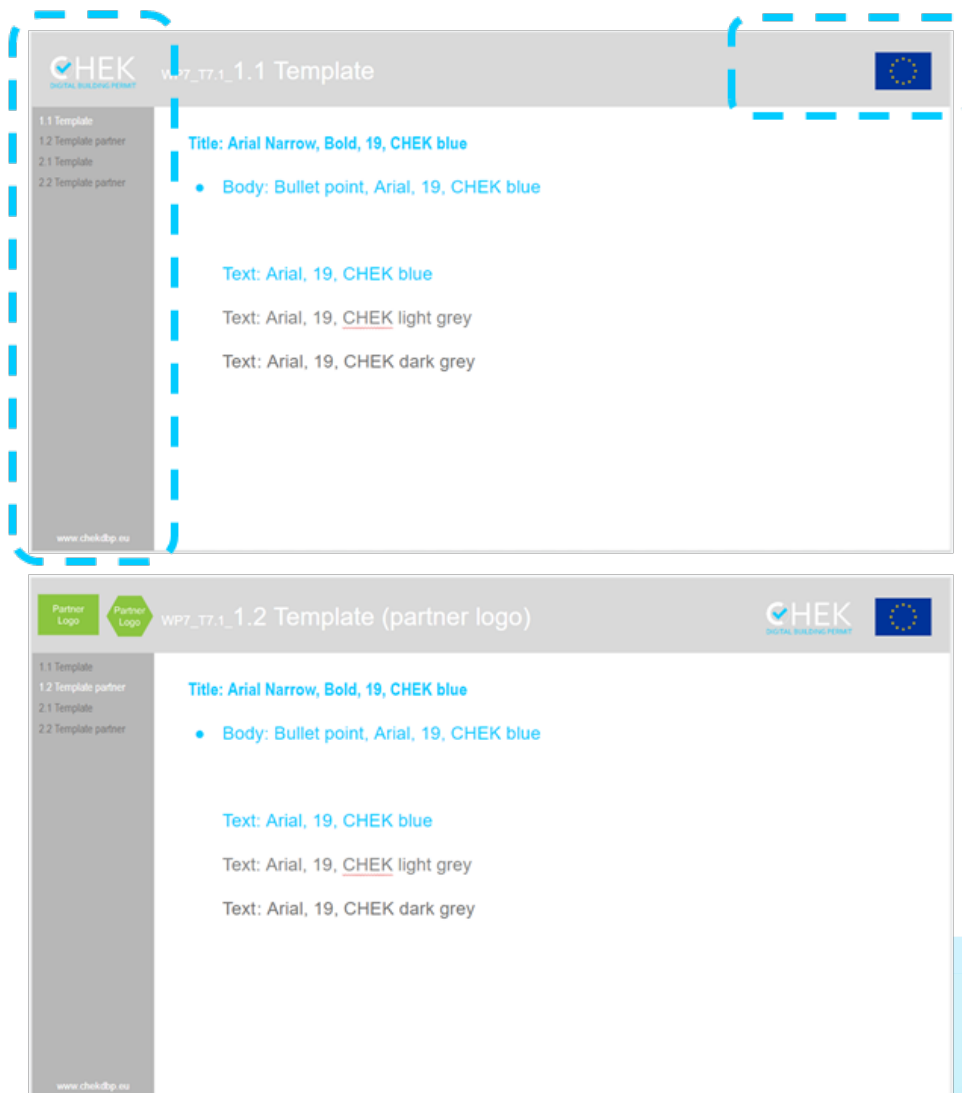 CHEK
DIGITAL BUILDING PERMIT
WP7_T7.1_1.1 Template
1.1 Template
1.2 Template partner
2.1 Template
2.2 Template partner
Title: Arial Narrow, Bold, 19, CHEK blue
● Body: Bullet point, Arial, 19, CHEK blue
Text: Arial, 19, CHEK blue
Text: Arial, 19, CHEK light grey
Text: Arial, 19, CHEK dark grey
www.chekdbp.eu
Partner
Logo
Partner
Logo
WP7_T7.1_1.2 Template (partner logo)
CHEK
DIGITAL BUILDING PERMIT
1.1 Template
1.2 Template partner
2.1 Template
2.2 Template partner
Title: Arial Narrow, Bold, 19, CHEK blue
● Body: Bullet point, Arial, 19, CHEK blue
Text: Arial, 19, CHEK blue
Text: Arial, 19, CHEK light grey
Text: Arial, 19, CHEK dark grey
www.chekdbp.eu